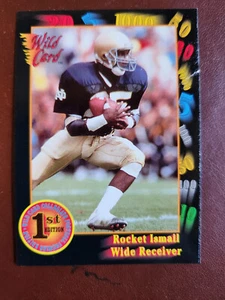 Wild
Card
1st
EDITION
Rocket Ismail
Wide Receiver